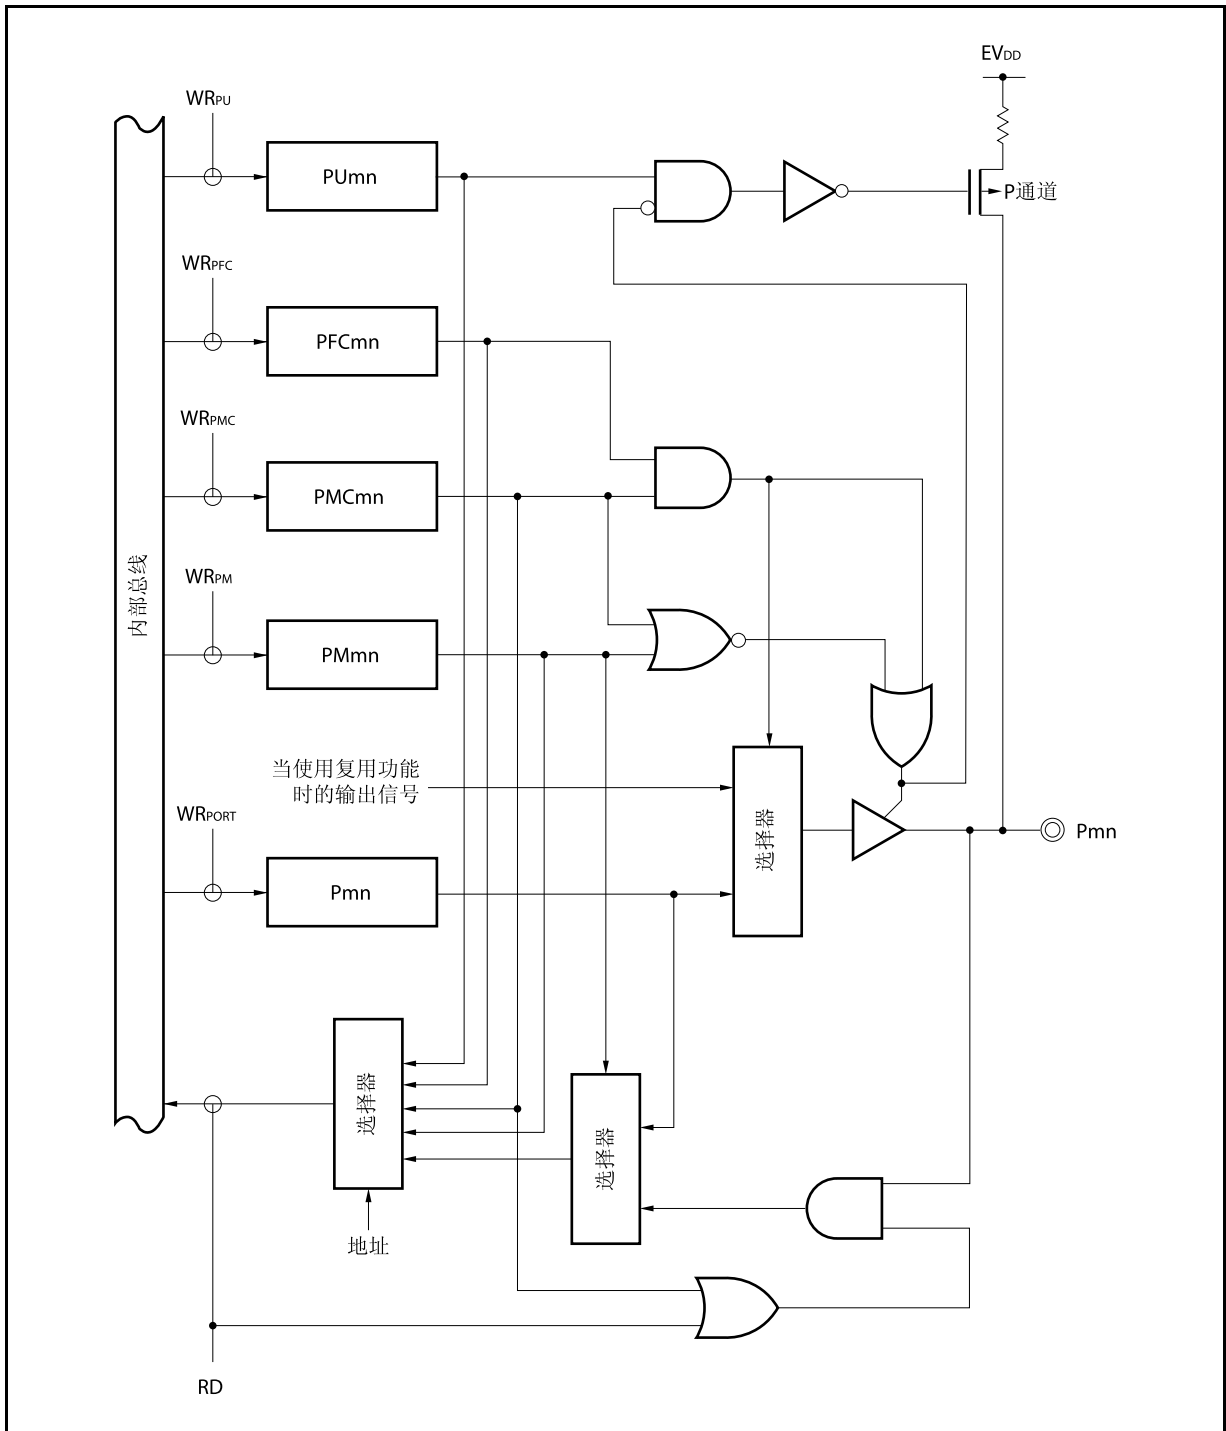 EVDD
WRPU
PUmn
P通道
WRPFC
PFCmn
WRPMC
PMCmn
内部总线
WRPM
PMmn
当使用复用功能
时的输出信号
WRPORT
选择器
Pmn
Pmn
选择器
选择器
地址
RD